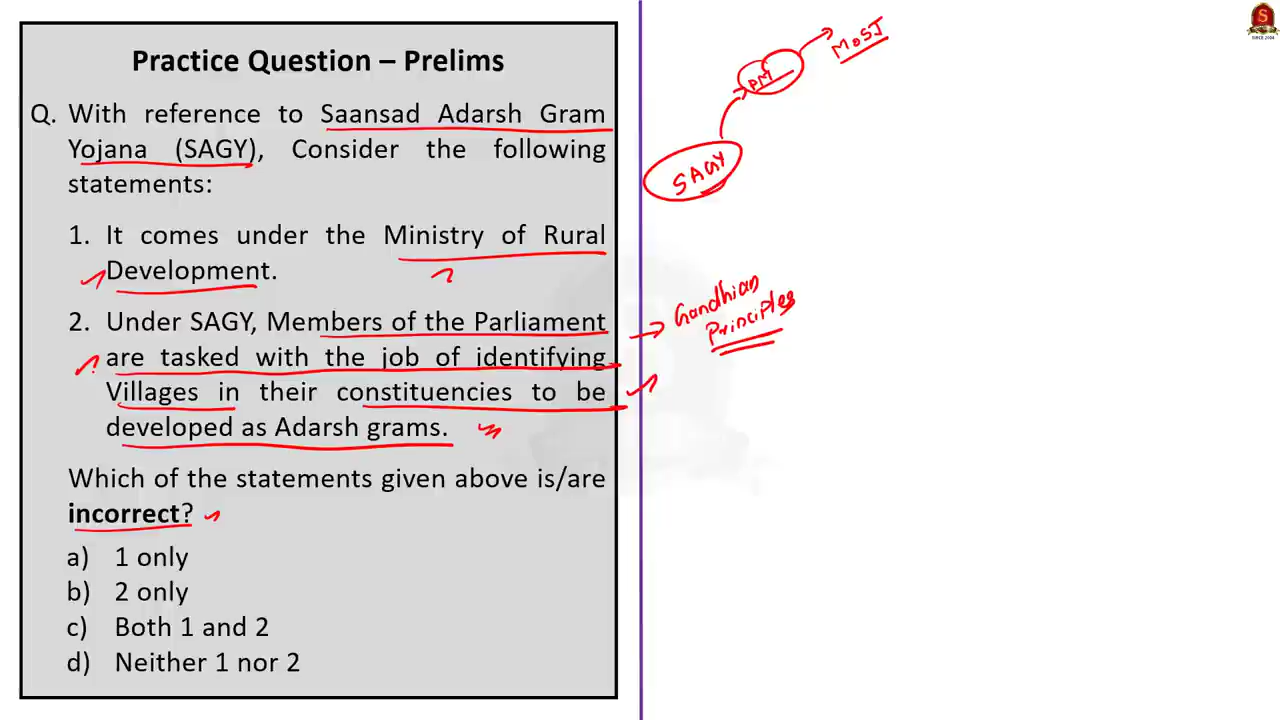 Practice Question – Prelims
Q. With reference to Saansad Adarsh Gram
Yojana (SAGY), Consider the following
statements:
1. It comes under the Ministry of Rural
Development.
2. Under SAGY, Members of the Parliament
are tasked with the job of identifying
Villages in their constituencies to be
developed as Adarsh grams.
Which of the statements given above is/are
incorrect?
a) 1 only
b) 2 only
c) Both 1 and 2
d) Neither 1 nor 2
MoSJ
PM
SAGY
Gandhian
Principles
S
SINCE 2004